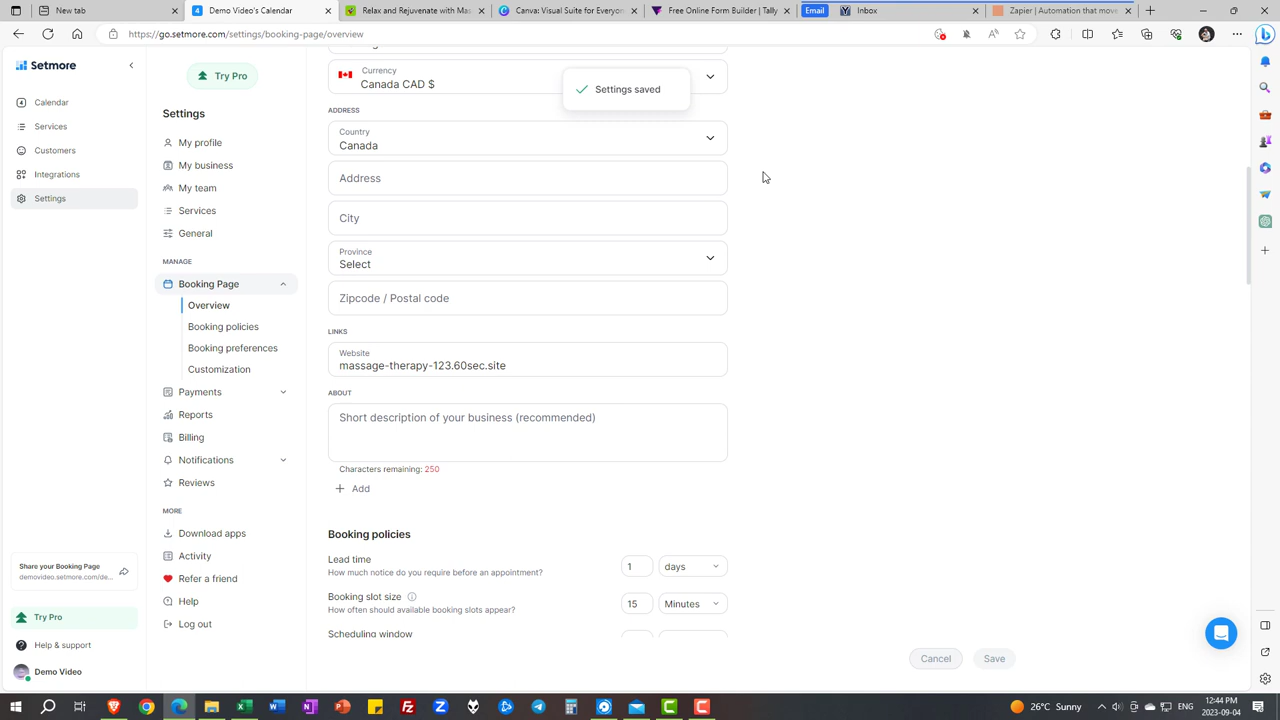 New tab
4 Demo Video's Calendar
Relax and Rejuvenate with Mas
Canva: Visual Suite for Everyon
Free Online Form Builder | Tally
Email
Inbox
Zapier | Automation that move
https://go.setmore.com/settings/booking-page/overview
Setmore
Calendar
Services
Customers
Integrations
Settings
Share your Booking Page
demovideo.setmore.com/de...
Try Pro
Help & support
Demo Video
Try Pro
Settings
My profile
My business
My team
Services
General
MANAGE
Booking Page
Overview
Booking policies
Booking preferences
Customization
Payments
Reports
Billing
Notifications
Reviews
MORE
Download apps
Activity
Refer a friend
Help
Log out
Currency
Canada CAD $
Settings saved
ADDRESS
Country
Canada
Address
City
Province
Select
Zipcode / Postal code
LINKS
Website
massage-therapy-123.60sec.site
ABOUT
Short description of your business (recommended)
Characters remaining: 250
Add
Booking policies
Lead time
How much notice do you require before an appointment?
1 days
Booking slot size
How often should available booking slots appear?
15 Minutes
Scheduling window
Cancel
Save
26°C Sunny
ENG
12:44 PM
2023-09-04